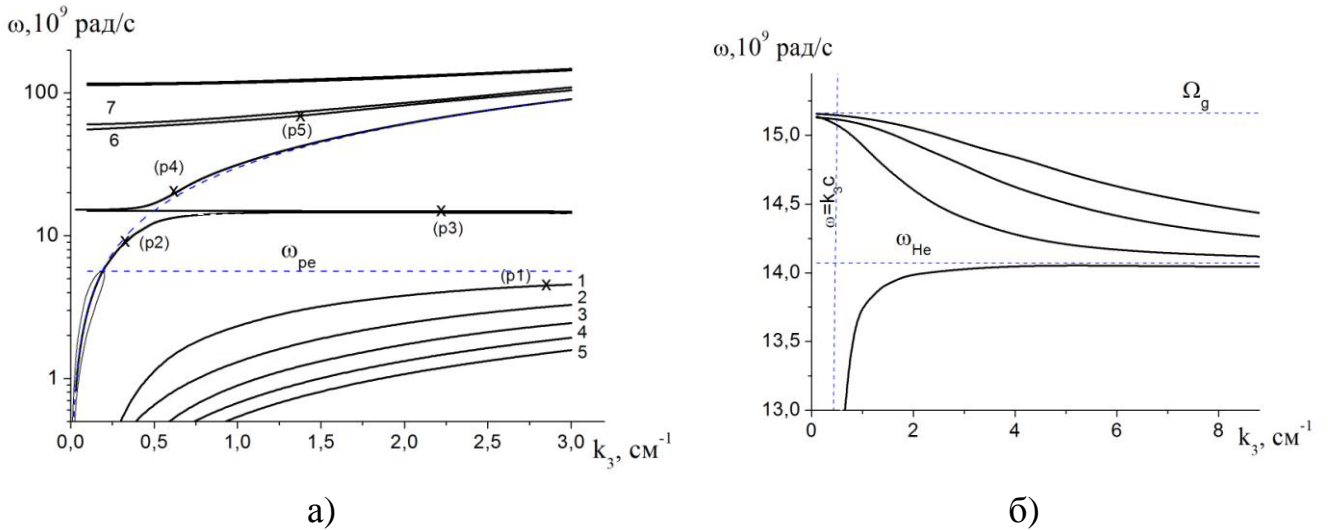 ω,10⁹ рад/с
100
10
1
7
6
(p5)
(p4)
(p2)
(p3)
ω_pe
(p1)
1
2
3
4
5
0,0 0,5 1,0 1,5 2,0 2,5 3,0
k₃, см⁻¹
а)
ω,10⁹ рад/с
Ω_g
15,0
14,5
14,0
13,5
13,0
ω=k₃c
ω_He
0 2 4 6 8
k₃, см⁻¹
б)